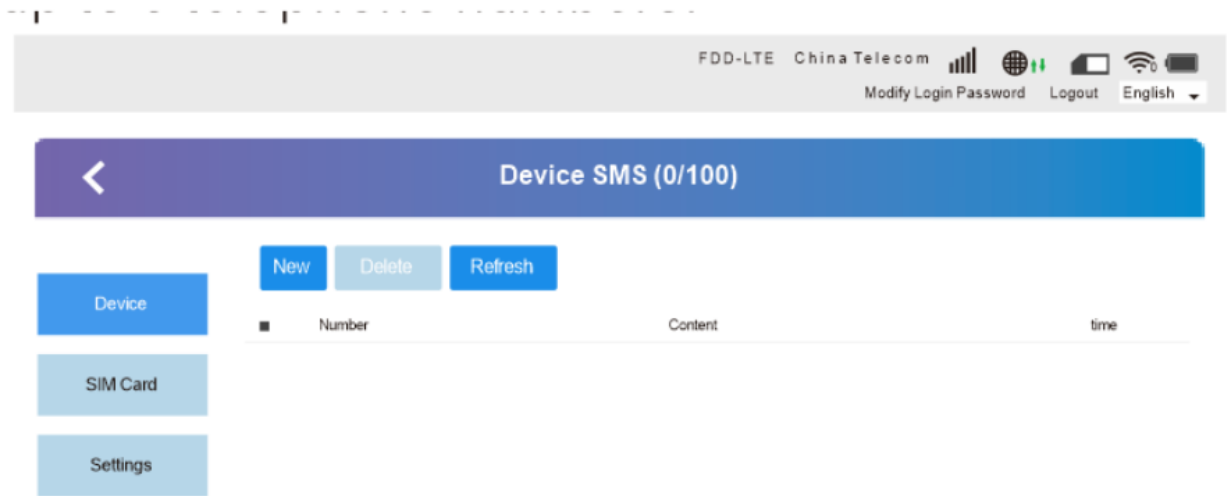 FDD-LTE China Telecom
Modify Login Password Logout English
Device SMS (0/100)
New Delete Refresh
Device
Number Content time
SIM Card
Settings